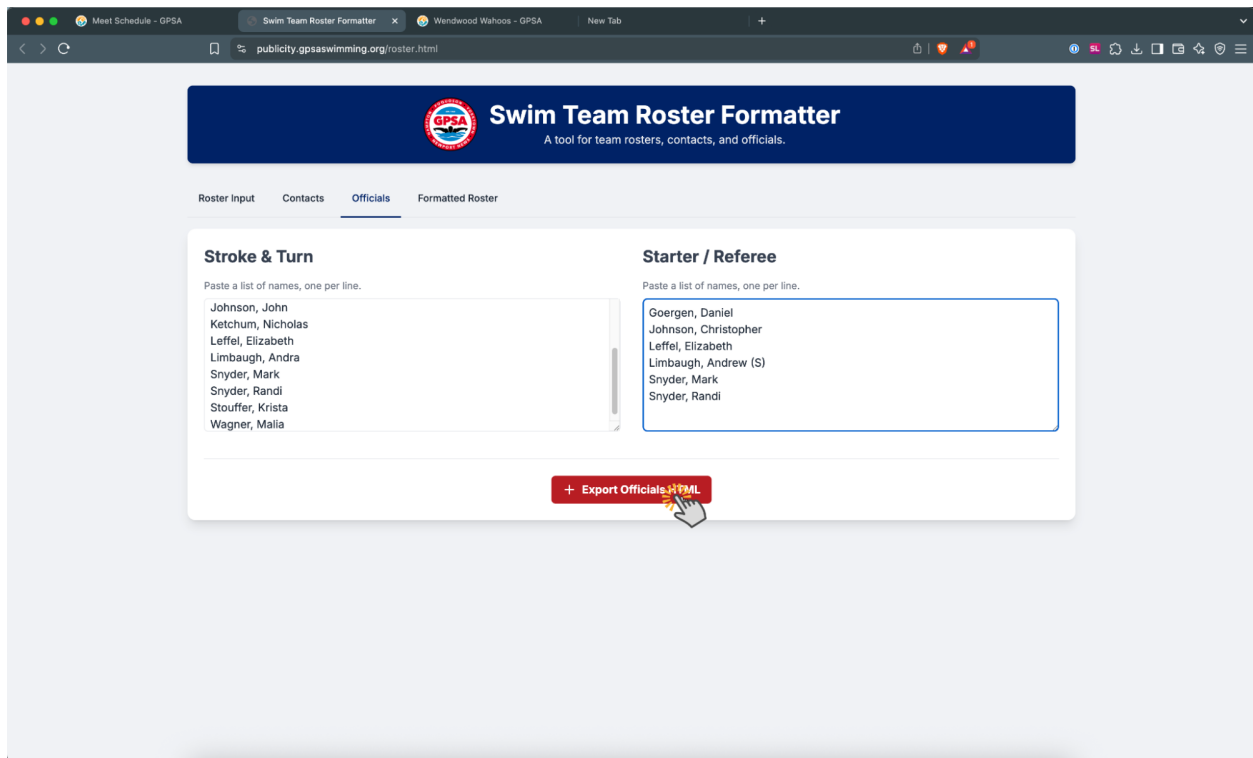 Meet Schedule - GPSA
Swim Team Roster Formatter
Wendwood Wahoos - GPSA
New Tab
publicity.gpsaswimming.org/roster.html
GPSA
Swim Team Roster Formatter
A tool for team rosters, contacts, and officials.
Roster Input
Contacts
Officials
Formatted Roster
Stroke & Turn
Paste a list of names, one per line.
Johnson, John
Ketchum, Nicholas
Leffel, Elizabeth
Limbaugh, Andra
Snyder, Mark
Snyder, Randi
Stouffer, Krista
Wagner, Malia
Starter / Referee
Paste a list of names, one per line.
Goergen, Daniel
Johnson, Christopher
Leffel, Elizabeth
Limbaugh, Andrew (S)
Snyder, Mark
Snyder, Randi
+ Export Officials HTML